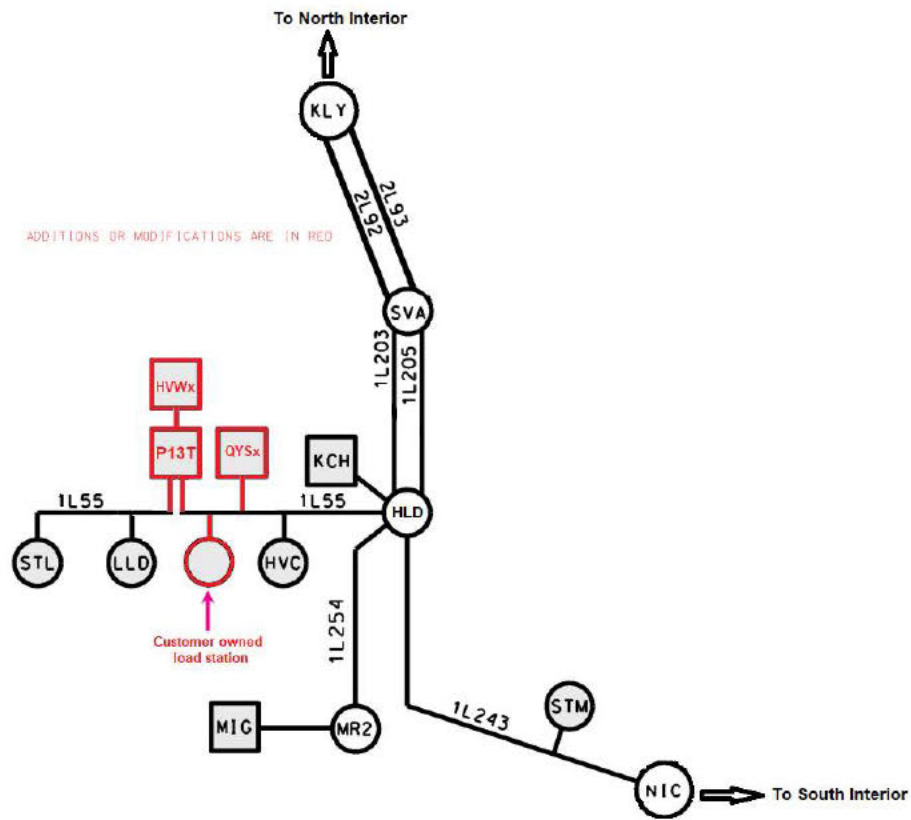 To North Interior
KLY
2L92
2L93
ADDITIONS OR MODIFICATIONS ARE IN RED
SVA
1L203
1L205
HVWx
P13T
QYSx
KCH
1L55
1L55
HLD
STL
LLD
HVC
Customer owned
load station
1L254
MIG
MR2
1L243
STM
NIC
To South Interior